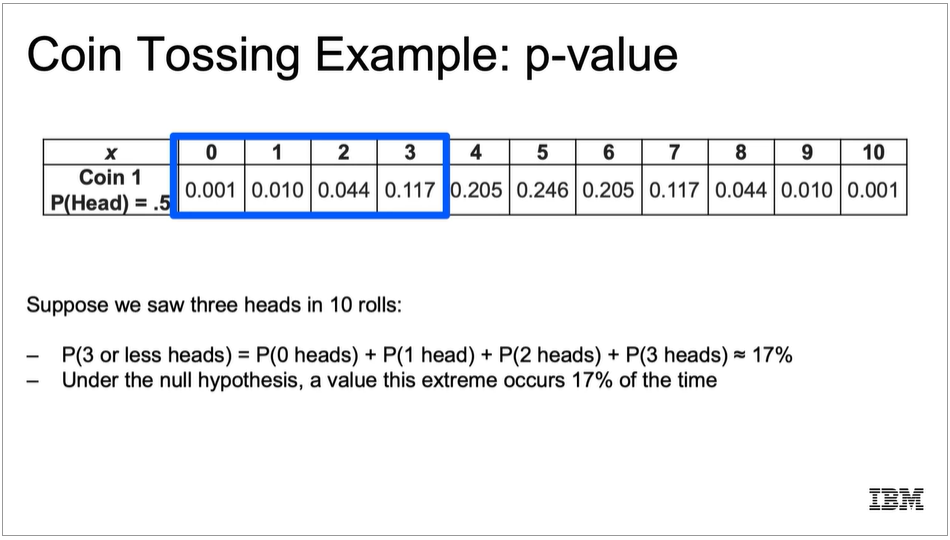 Coin Tossing Example: p-value
x 0 1 2 3 4 5 6 7 8 9 10
Coin 1
P(Head) = .5 0.001 0.010 0.044 0.117 0.205 0.246 0.205 0.117 0.044 0.010 0.001
Suppose we saw three heads in 10 rolls:
– P(3 or less heads) = P(0 heads) + P(1 head) + P(2 heads) + P(3 heads) ≈ 17%
– Under the null hypothesis, a value this extreme occurs 17% of the time
IBM